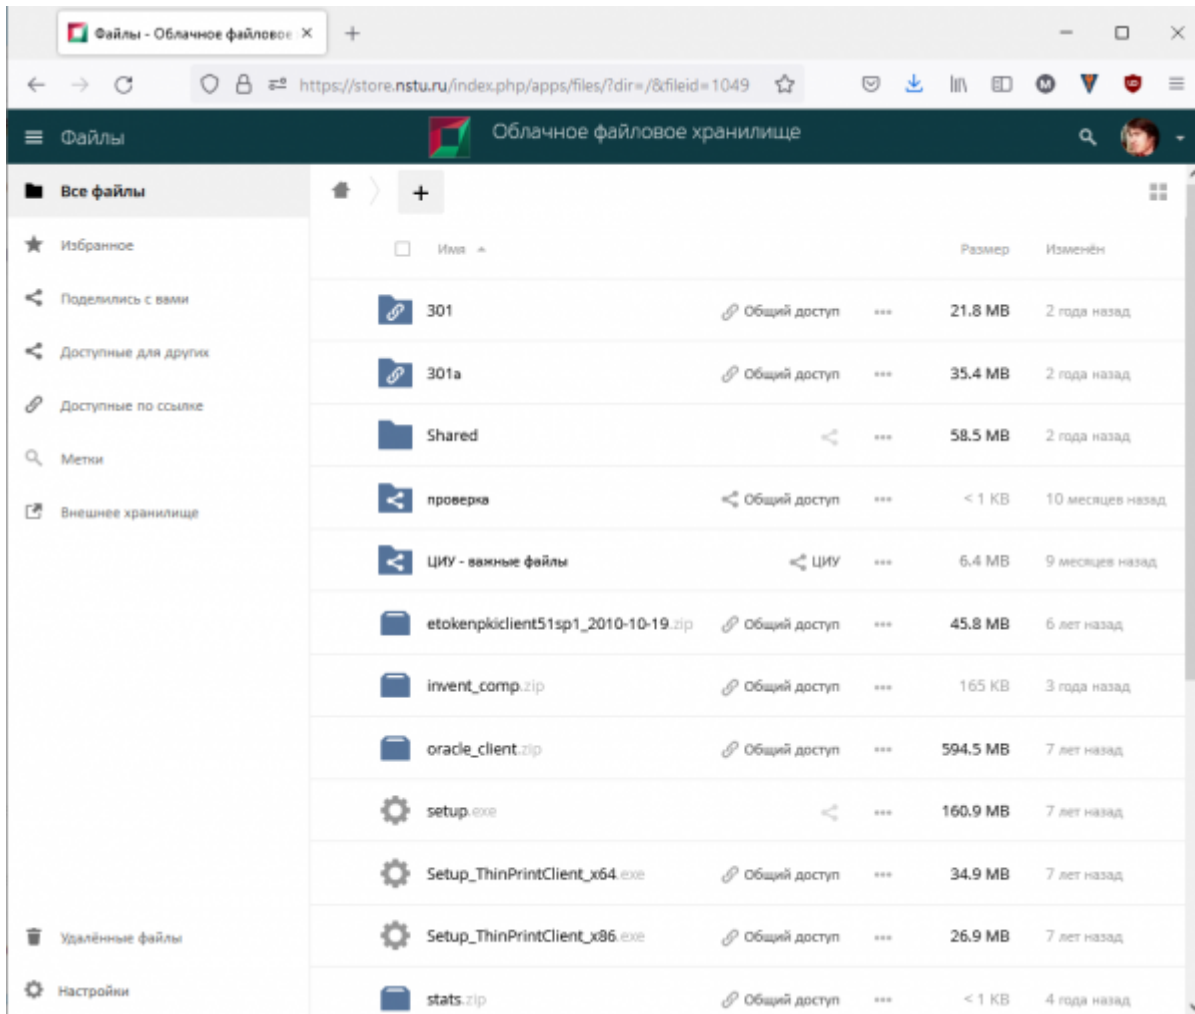 Файлы - Облачное файловое
https://store.nstu.ru/index.php/apps/files/?dir=/&fileid=1049
Файлы
Облачное файловое хранилище
Все файлы
Избранное
Поделились с вами
Доступные для других
Доступные по ссылке
Метки
Внешнее хранилище
Удалённые файлы
Настройки
Имя Размер Изменён
301 Общий доступ 21.8 MB 2 года назад
301a Общий доступ 35.4 MB 2 года назад
Shared 58.5 MB 2 года назад
проверка Общий доступ < 1 KB 10 месяцев назад
ЦИУ - важные файлы ЦИУ 6.4 MB 9 месяцев назад
etokenpkiclient51sp1_2010-10-19.zip Общий доступ 45.8 MB 6 лет назад
invent_comp.zip Общий доступ 165 KB 3 года назад
oracle_client.zip Общий доступ 594.5 MB 7 лет назад
setup.exe 160.9 MB 7 лет назад
Setup_ThinPrintClient_x64.exe Общий доступ 34.9 MB 7 лет назад
Setup_ThinPrintClient_x86.exe Общий доступ 26.9 MB 7 лет назад
stats.zip Общий доступ < 1 KB 4 года назад